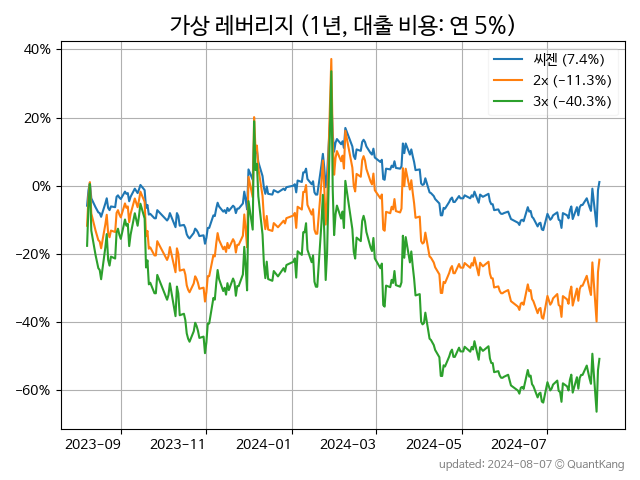 가상 레버리지 (1년, 대출 비용: 연 5%)
40%
20%
0%
−20%
−40%
−60%
씨젠 (7.4%)
2x (−11.3%)
3x (−40.3%)
2023-09 2023-11 2024-01 2024-03 2024-05 2024-07
updated: 2024-08-07 © QuantKang